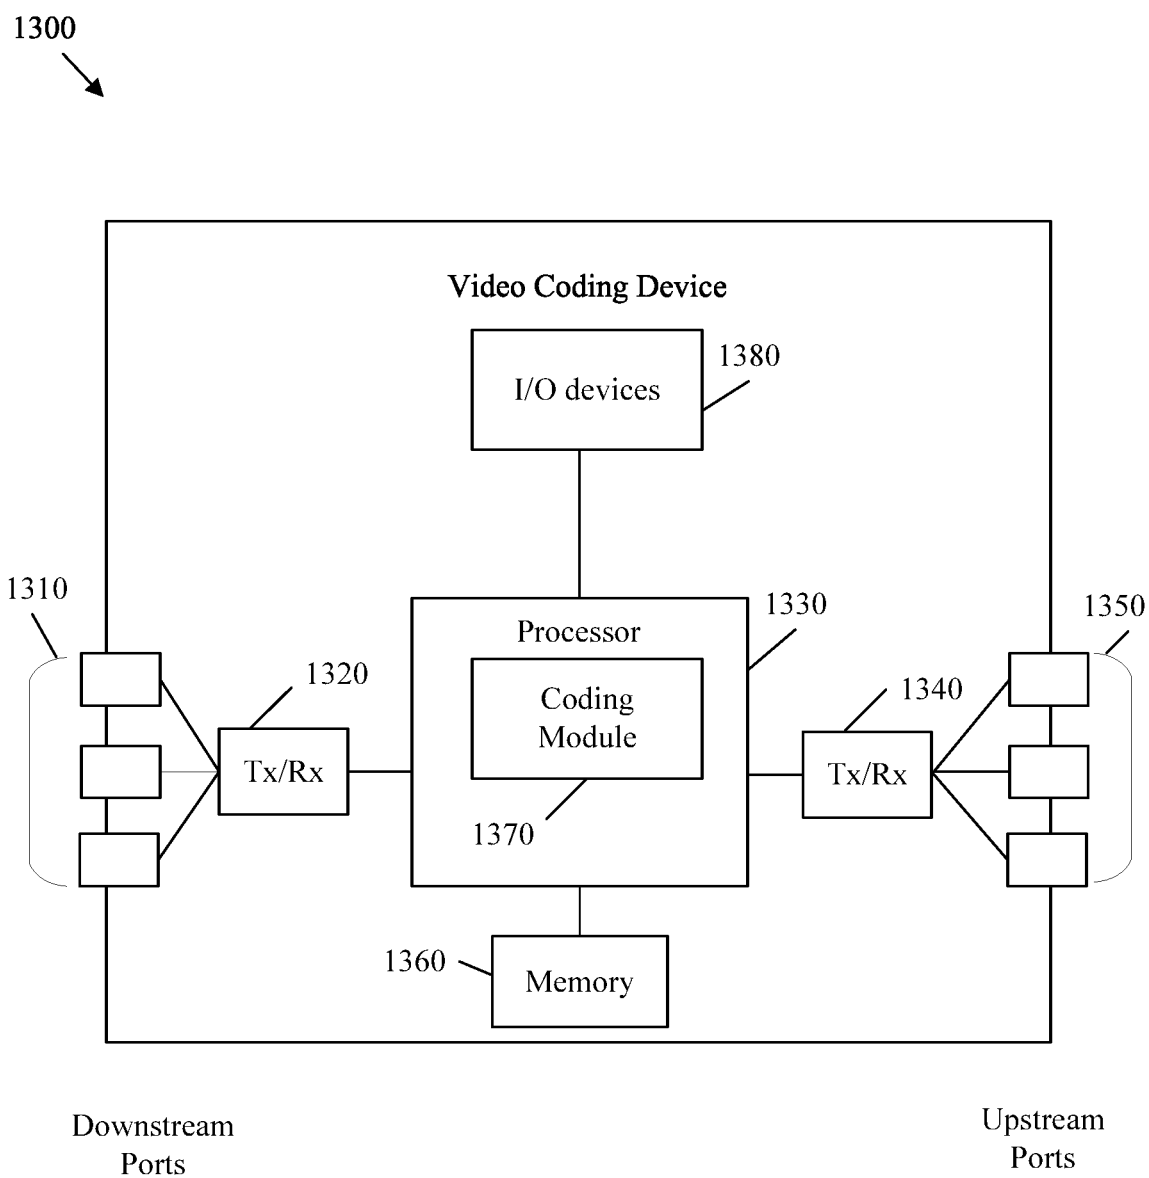 1300
Video Coding Device
1380
I/O devices
1310
1330
1350
Processor
1320
1340
Coding
Module
Tx/Rx
Tx/Rx
1370
1360
Memory
Downstream
Ports
Upstream
Ports